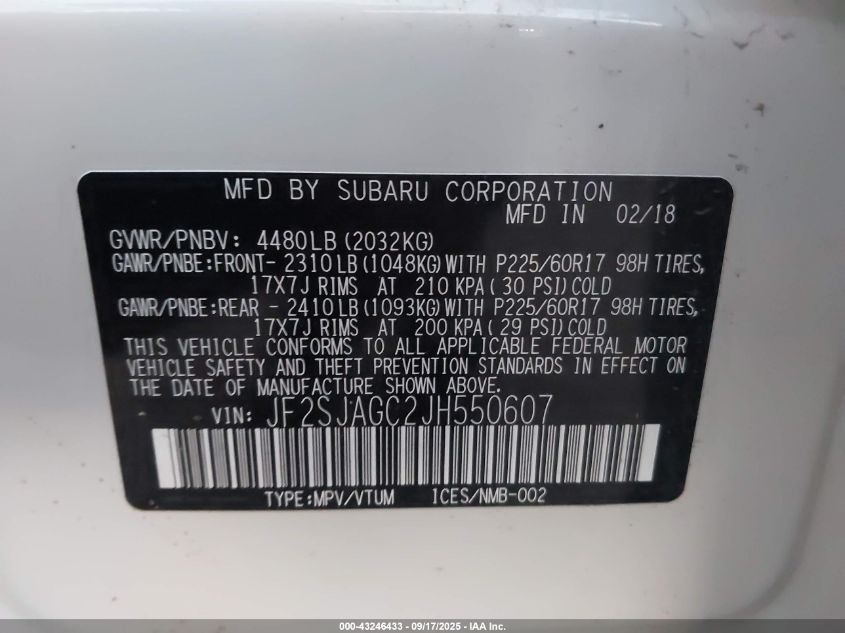 MFD BY SUBARU CORPORATION
MFD IN 02/18
GVWR/PNBV: 4480LB(2032KG)
GAWR/PNBE:FRONT- 2310LB(1048KG)WITH P225/60R17 98H TIRES,
17X7J RIMS AT 210 KPA( 30 PSI)COLD
GAWR/PNBE:REAR - 2410LB(1093KG)WITH P225/60R17 98H TIRES,
17X7J RIMS AT 200 KPA( 29 PSI)COLD
THIS VEHICLE CONFORMS TO ALL APPLICABLE FEDERAL MOTOR
VEHICLE SAFETY AND THEFT PREVENTION STANDARDS IN EFFECT ON
THE DATE OF MANUFACTURE SHOWN ABOVE.
VIN: JF2SJAGC2JH550607
TYPE:MPV/VTUM ICES/NMB-002
000-43246433 - 09/17/2025 - IAA Inc.